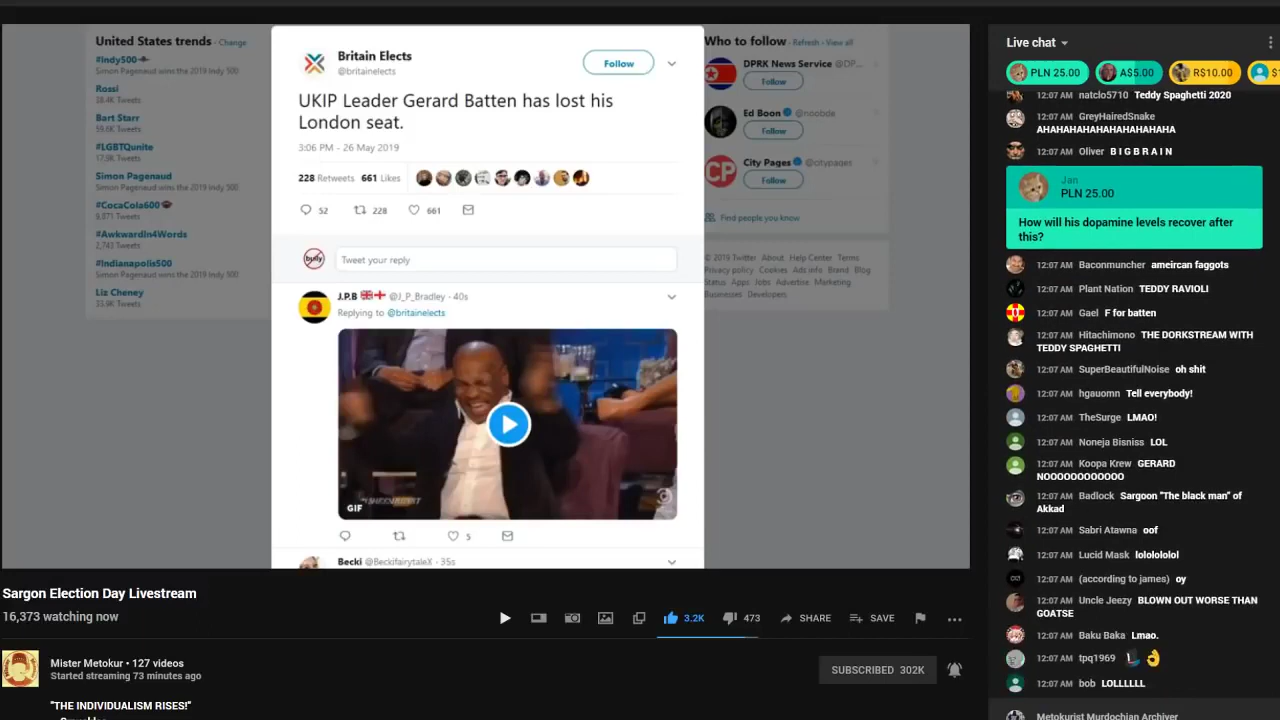 United States trends · Change
#Indy500
Simon Pagenaud wins the 2019 Indy 500
Rossi
28.4K Tweets
Bart Starr
59.6K Tweets
#LGBTQunite
17.9K Tweets
Simon Pagenaud
Simon Pagenaud wins the 2019 Indy 500
#CocaCola600
9,871 Tweets
#AwkwardIn4Words
2,743 Tweets
#Indianapolis500
Simon Pagenaud wins the 2019 Indy 500
Liz Cheney
33.9K Tweets
Britain Elects
@britainelects
Follow
UKIP Leader Gerard Batten has lost his
London seat.
3:06 PM - 26 May 2019
228 Retweets 661 Likes
52 228 661
bully
Tweet your reply
J.P.B @J_P_Bradley · 40s
Replying to @britainelects
GIF
5
Becki @BeckifairytaleX · 35s
Who to follow · Refresh · View all
DPRK News Service @DP...
Follow
Ed Boon @noobde
Follow
CP
City Pages @citypages
Follow
Find people you know
© 2019 Twitter About Help Center Terms
Privacy policy Cookies Ads info Brand Blog
Status Apps Jobs Advertise Marketing
Businesses Developers
Sargon Election Day Livestream
16,373 watching now
3.2K 473 SHARE SAVE
Mister Metokur • 127 videos
Started streaming 73 minutes ago
SUBSCRIBED 302K
"THE INDIVIDUALISM RISES!"
Live chat
PLN 25.00 A$5.00 R$10.00
12:07 AM natclo5710 Teddy Spaghetti 2020
12:07 AM GreyHairedSnake
AHAHAHAHAHAHAHAHAHA
12:07 AM Oliver B I G B R A I N
Jan
PLN 25.00
How will his dopamine levels recover after
this?
12:07 AM Baconmuncher ameircan faggots
12:07 AM Plant Nation TEDDY RAVIOLI
12:07 AM Gael F for batten
12:07 AM Hitachimono THE DORKSTREAM WITH
TEDDY SPAGHETTI
12:07 AM SuperBeautifulNoise oh shit
12:07 AM hgauomn Tell everybody!
12:07 AM TheSurge LMAO!
12:07 AM Noneja Bisniss LOL
12:07 AM Koopa Krew GERARD
NOOOOOOOOOOO
12:07 AM Badlock Sargoon "The black man" of
Akkad
12:07 AM Sabri Atawna oof
12:07 AM Lucid Mask lolololololol
12:07 AM (according to james) oy
12:07 AM Uncle Jeezy BLOWN OUT WORSE THAN
GOATSE
12:07 AM Baku Baka Lmao.
12:07 AM tpq1969
12:07 AM bob LOLLLLLL
Metokurist Murdochian Archiver